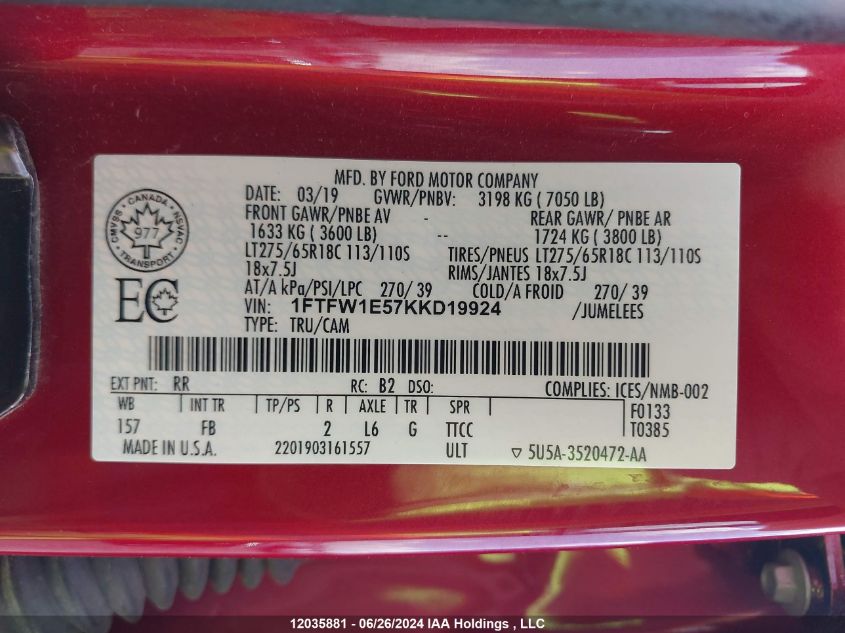 MFD. BY FORD MOTOR COMPANY
DATE: 03/19 GVWR/PNBV: 3198 KG ( 7050 LB)
FRONT GAWR/PNBE AV - REAR GAWR/ PNBE AR
1633 KG ( 3600 LB) -- 1724 KG ( 3800 LB)
LT275/65R18C 113/110S TIRES/PNEUS LT275/65R18C 113/110S
18x7.5J RIMS/JANTES 18x7.5J
AT/A kPa/PSI/LPC 270/ 39 COLD/A FROID 270/ 39
VIN: 1FTFW1E57KKD19924 /JUMELEES
TYPE: TRU/CAM
CANADA
CMVSS NSVAC
977
TRANSPORT
EC
EXT PNT: RR RC: B2 DSO: COMPLIES: ICES/NMB-002
WB INT TR TP/PS R AXLE TR SPR F0133
157 FB 2 L6 G TTCC T0385
MADE IN U.S.A. 2201903161557 ULT ▽ 5U5A-3520472-AA
12035881 - 06/26/2024 IAA Holdings , LLC